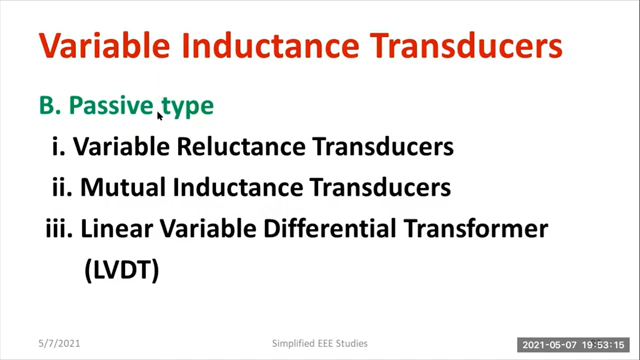 Variable Inductance Transducers
B. Passive type
i. Variable Reluctance Transducers
ii. Mutual Inductance Transducers
iii. Linear Variable Differential Transformer
(LVDT)
5/7/2021 Simplified EEE Studies 2021-05-07 19:53:15